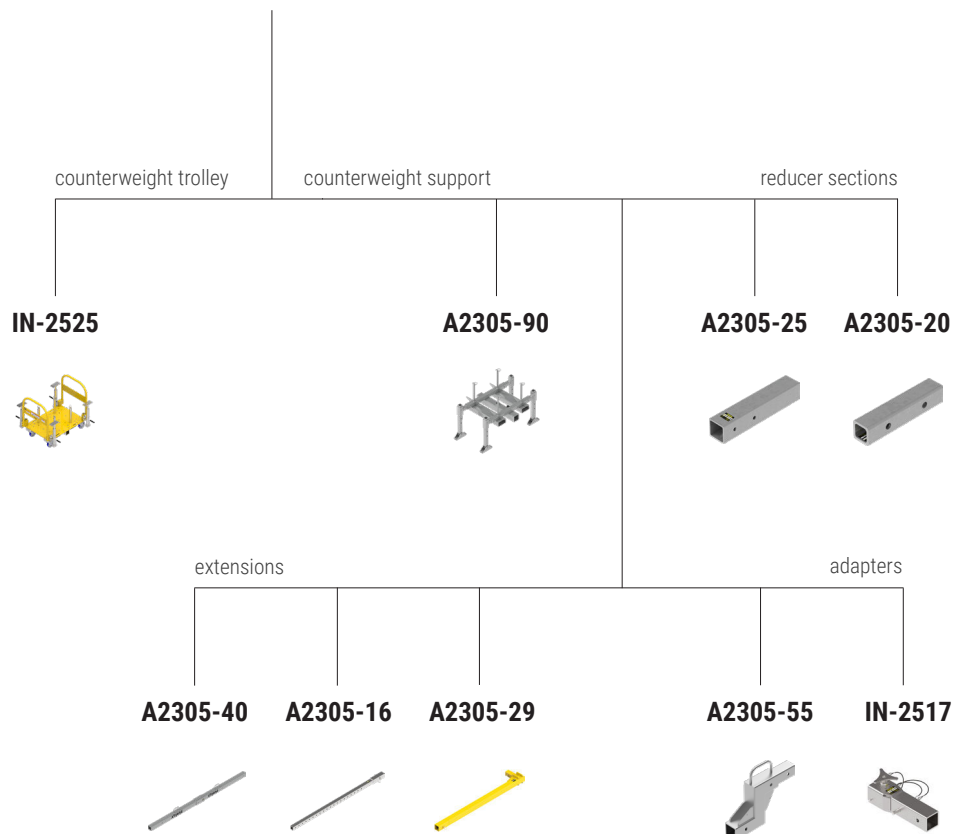 counterweight trolley
counterweight support
reducer sections
IN-2525
A2305-90
A2305-25
A2305-20
extensions
adapters
A2305-40
A2305-16
A2305-29
A2305-55
IN-2517